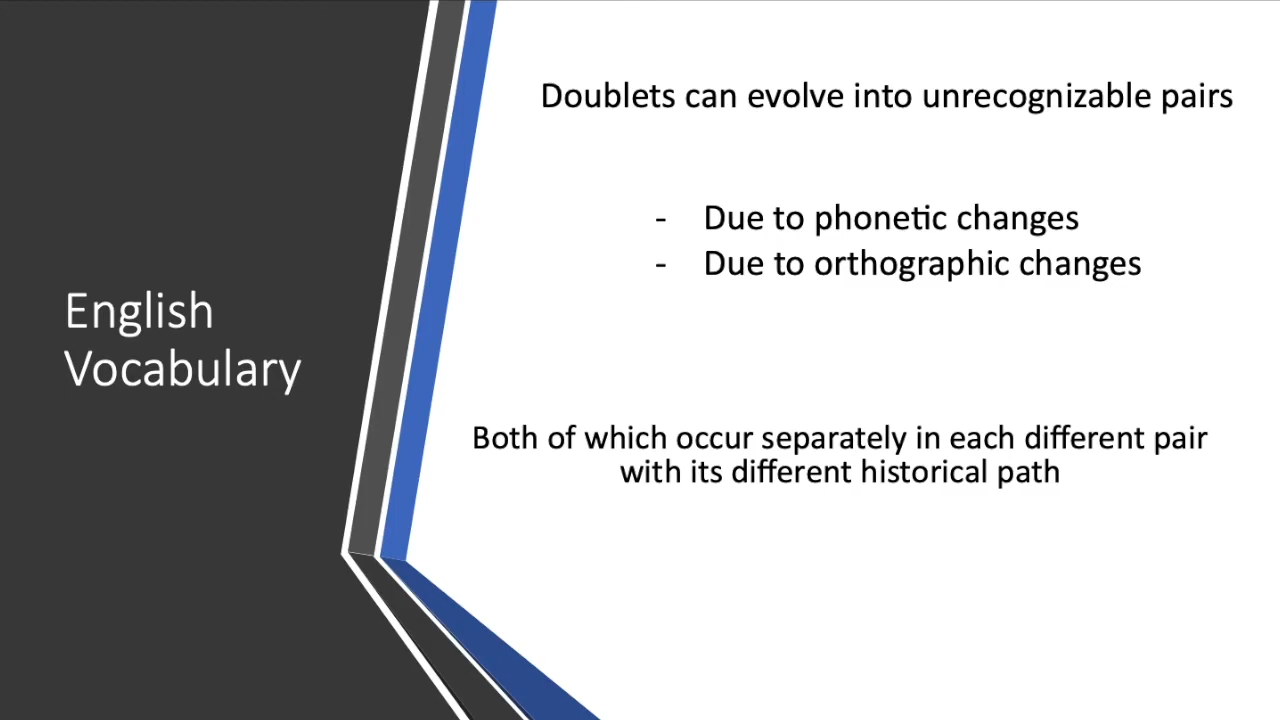 English
Vocabulary
Doublets can evolve into unrecognizable pairs
- Due to phonetic changes
- Due to orthographic changes
Both of which occur separately in each different pair
with its different historical path